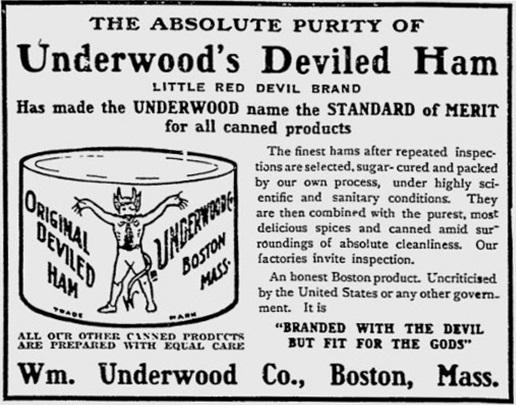 THE ABSOLUTE PURITY OF
Underwood's Deviled Ham
LITTLE RED DEVIL BRAND
Has made the UNDERWOOD name the STANDARD of MERIT
for all canned products
ORIGINAL
DEVILED
HAM
UNDERWOOD & Co
BOSTON
MASS.
TRADE MARK
The finest hams after repeated inspec-
tions are selected, sugar- cured and packed
by our own process, under highly sci-
entific and sanitary conditions. They
are then combined with the purest, most
delicious spices and canned amid sur-
roundings of absolute cleanliness. Our
factories invite inspection.
An honest Boston product. Uncriticised
by the United States or any other govern-
ment. It is
"BRANDED WITH THE DEVIL
BUT FIT FOR THE GODS"
ALL OUR OTHER CANNED PRODUCTS
ARE PREPARED WITH EQUAL CARE
Wm. Underwood Co., Boston, Mass.